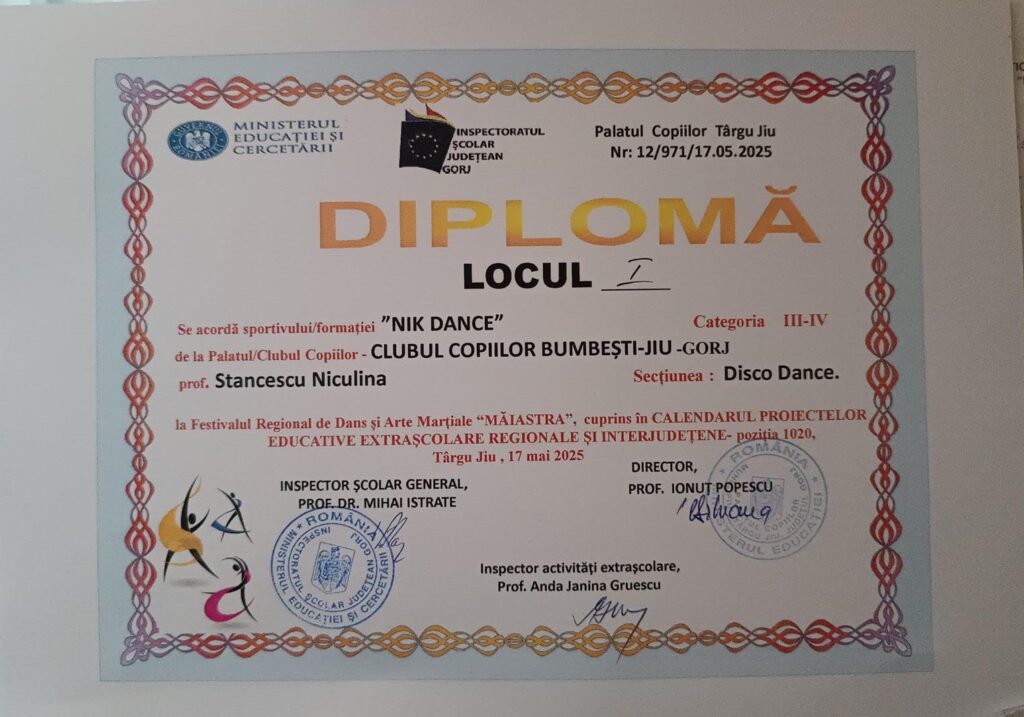 MINISTERUL
EDUCAȚIEI ȘI
CERCETĂRII
GUVERNUL ROMÂNIEI
INSPECTORATUL
ȘCOLAR
JUDEȚEAN
GORJ
Palatul Copiilor Târgu Jiu
Nr: 12/971/17.05.2025
DIPLOMĂ
LOCUL I
Se acordă sportivului/formației ”NIK DANCE” Categoria III-IV
de la Palatul/Clubul Copiilor - CLUBUL COPIILOR BUMBEȘTI-JIU -GORJ
prof. Stancescu Niculina Secțiunea : Disco Dance.
la Festivalul Regional de Dans și Arte Marțiale “MĂIASTRA”, cuprins în CALENDARUL PROIECTELOR
EDUCATIVE EXTRAȘCOLARE REGIONALE ȘI INTERJUDEȚENE- poziția 1020,
Târgu Jiu , 17 mai 2025
INSPECTOR ȘCOLAR GENERAL,
PROF. DR. MIHAI ISTRATE
DIRECTOR,
PROF. IONUȚ POPESCU
ROMÂNIA
MINISTERUL EDUCAȚIEI ȘI CERCETĂRII
INSPECTORATUL ȘCOLAR JUDEȚEAN GORJ
ROMÂNIA
Inspector activități extrașcolare,
Prof. Anda Janina Gruescu